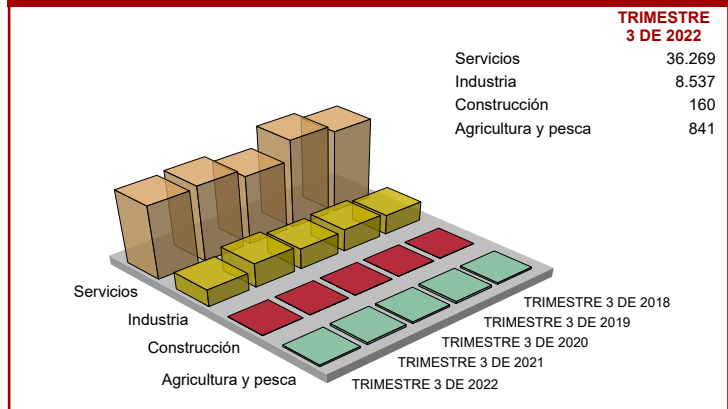 TRIMESTRE
3 DE 2022
Servicios 36.269
Industria 8.537
Construcción 160
Agricultura y pesca 841
Servicios
Industria
Construcción
Agricultura y pesca
TRIMESTRE 3 DE 2018
TRIMESTRE 3 DE 2019
TRIMESTRE 3 DE 2020
TRIMESTRE 3 DE 2021
TRIMESTRE 3 DE 2022